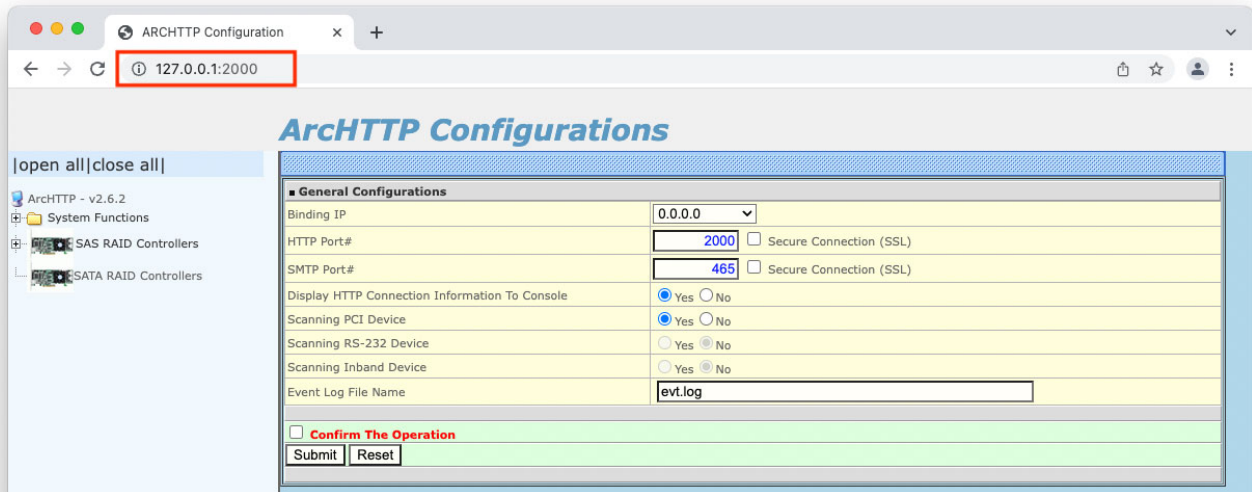 ARCHTTP Configuration
127.0.0.1:2000
ArcHTTP Configurations
|open all|close all|
ArcHTTP - v2.6.2
System Functions
SAS RAID Controllers
SATA RAID Controllers
General Configurations
Binding IP 0.0.0.0
HTTP Port# 2000 Secure Connection (SSL)
SMTP Port# 465 Secure Connection (SSL)
Display HTTP Connection Information To Console Yes No
Scanning PCI Device Yes No
Scanning RS-232 Device Yes No
Scanning Inband Device Yes No
Event Log File Name evt.log
Confirm The Operation
Submit Reset